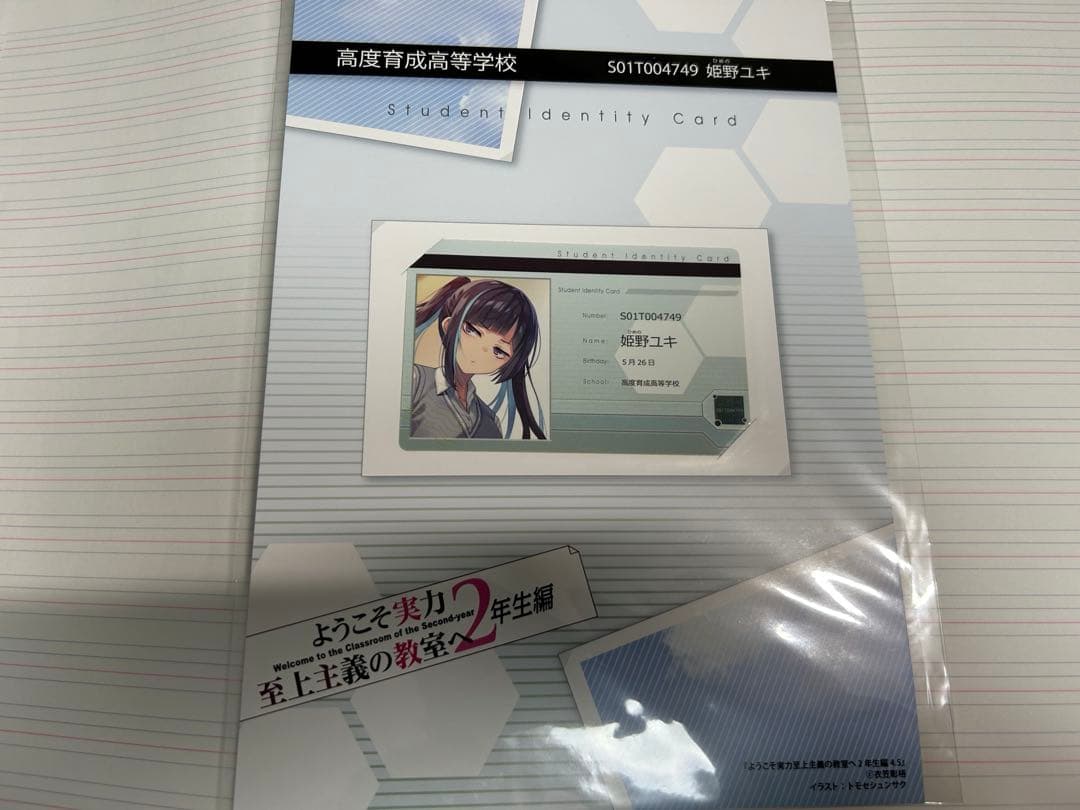 高度育成高等学校
S01T004749 姫野ユキ
ひめの
Student Identity Card
Student Identity Card
Student Identity Card
Number: S01T004749
ひめの
Name: 姫野ユキ
Birthday: 5月26日
School: 高度育成高等学校
ようこそ実力
Welcome to the Classroom of the Second-year
至上主義の教室へ
2年生編
『ようこそ実力至上主義の教室へ2年生編 4.5』
©衣笠彰梧
イラスト:トモセシュンサク